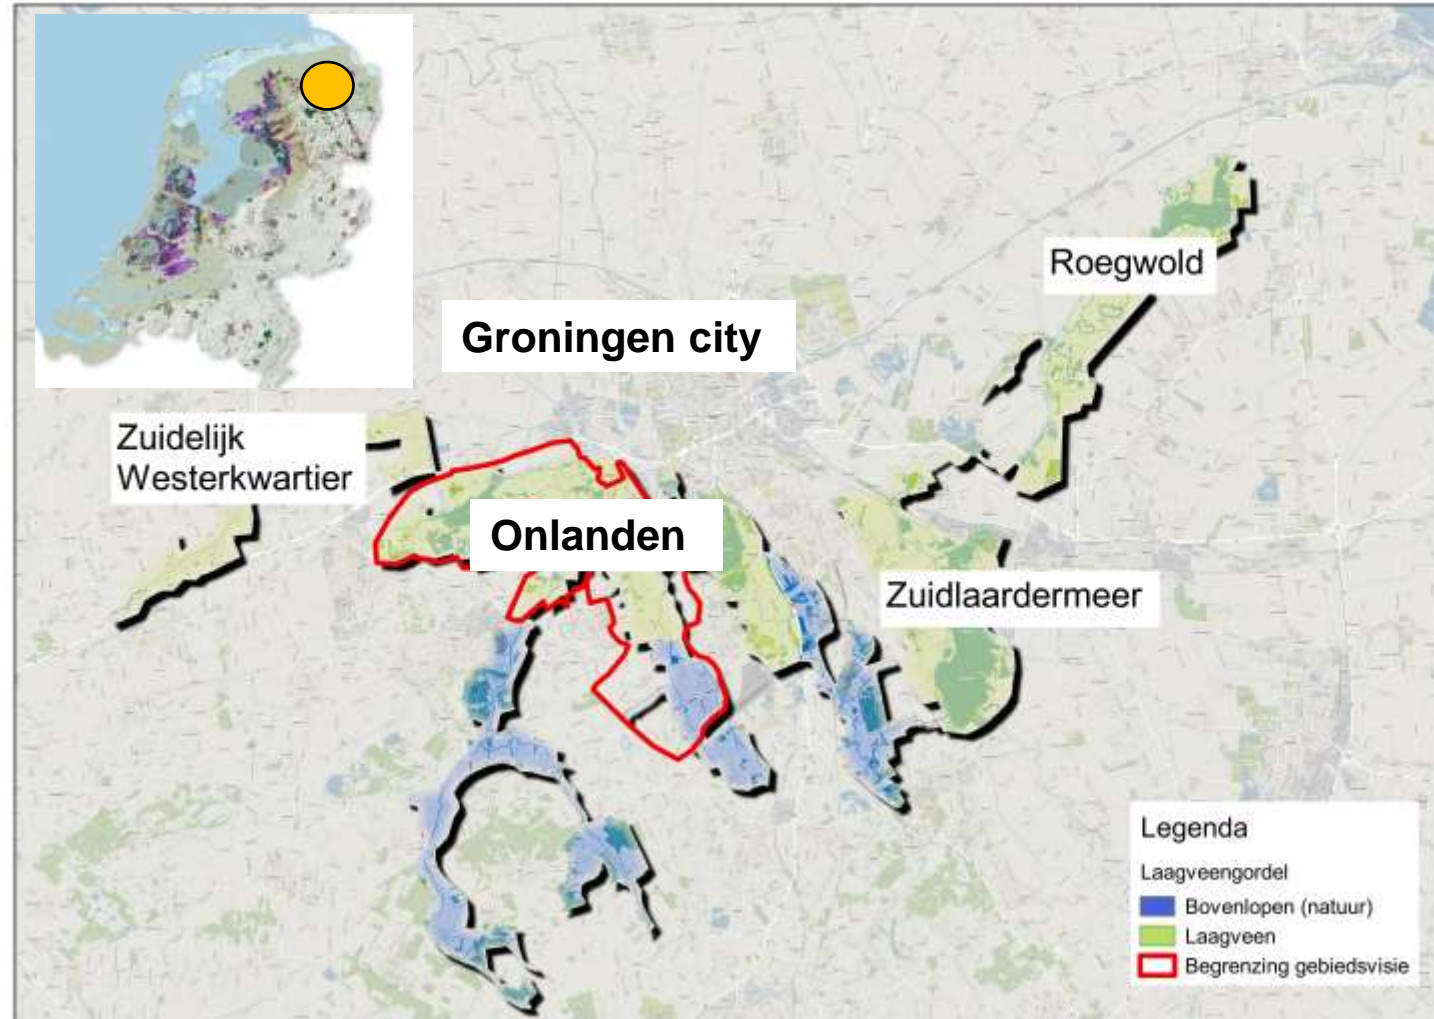 Roegwold
Groningen city
Zuidelijk
Westerkwartier
Onlanden
Zuidlaardermeer
Legenda
Laagveengordel
Bovenlopen (natuur)
Laagveen
Begrenzing gebiedsvisie